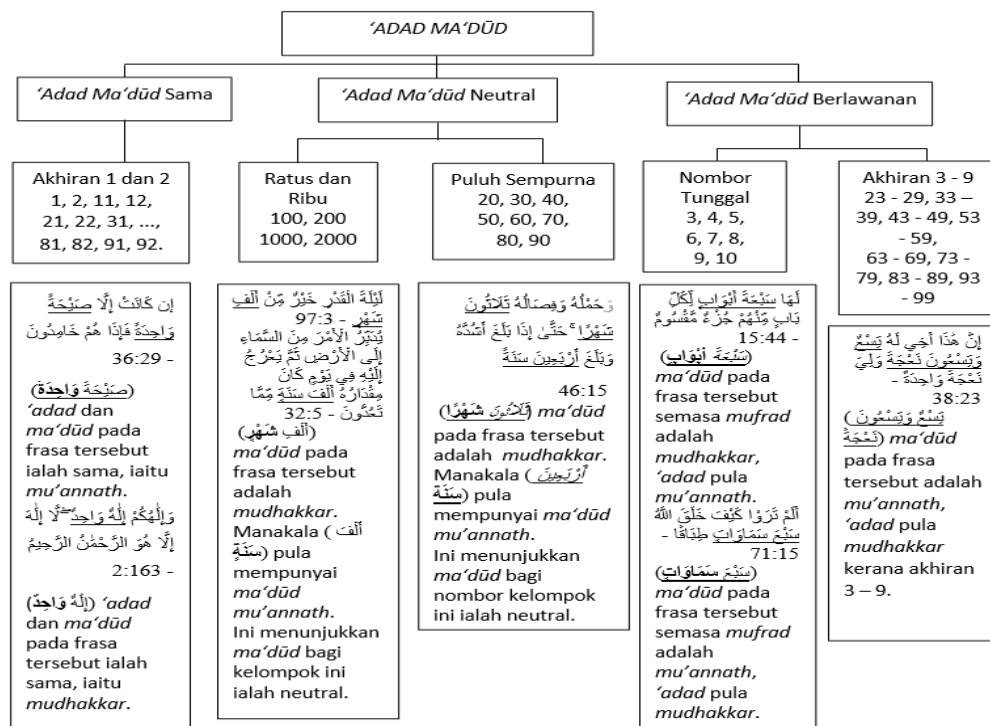 ‘ADAD MA‘DŪD
‘Adad Ma‘dūd Sama
‘Adad Ma‘dūd Neutral
‘Adad Ma‘dūd Berlawanan
Akhiran 1 dan 2
1, 2, 11, 12,
21, 22, 31, ...,
81, 82, 91, 92.
Ratus dan
Ribu
100, 200
1000, 2000
Puluh Sempurna
20, 30, 40,
50, 60, 70,
80, 90
Nombor
Tunggal
3, 4, 5,
6, 7, 8,
9, 10
Akhiran 3 - 9
23 - 29, 33 –
39, 43 - 49, 53
- 59,
63 - 69, 73 -
79, 83 - 89, 93
- 99
إِن كَانَتْ إِلَّا صَيْحَةً
وَاحِدَةً فَإِذَا هُمْ خَامِدُونَ
36:29 -
(صَيْحَةً وَاحِدَةً)
‘adad dan
ma‘dūd pada
frasa tersebut
ialah sama, iaitu
mu’annath.
وَإِلَٰهُكُمْ إِلَٰهٌ وَاحِدٌ ۖ لَّا إِلَٰهَ
إِلَّا هُوَ الرَّحْمَٰنُ الرَّحِيمُ
2:163 -
(إِلَٰهٌ وَاحِدٌ) ‘adad
dan ma‘dūd
pada frasa
tersebut ialah
sama, iaitu
mudhakkar.
لَيْلَةُ الْقَدْرِ خَيْرٌ مِّنْ أَلْفِ
شَهْرٍ - 97:3
يُدَبِّرُ الْأَمْرَ مِنَ السَّمَاءِ
إِلَى الْأَرْضِ ثُمَّ يَعْرُجُ
إِلَيْهِ فِي يَوْمٍ كَانَ
مِقْدَارُهُ أَلْفَ سَنَةٍ مِّمَّا
تَعُدُّونَ - 32:5
(أَلْفِ شَهْرٍ)
ma‘dūd pada
frasa tersebut
adalah
mudhakkar.
Manakala (أَلْفَ
سَنَةٍ) pula
mempunyai
ma‘dūd
mu’annath.
Ini menunjukkan
ma‘dūd bagi
kelompok ini
ialah neutral.
وَحَمْلُهُ وَفِصَالُهُ ثَلَاثُونَ
شَهْرًا ۚ حَتَّىٰ إِذَا بَلَغَ أَشُدَّهُ
وَبَلَغَ أَرْبَعِينَ سَنَةً
46:15
(ثَلَاثُونَ شَهْرًا) ma‘dūd
pada frasa tersebut
adalah mudhakkar.
Manakala (أَرْبَعِينَ
سَنَةً) pula
mempunyai ma‘dūd
mu’annath.
Ini menunjukkan
ma‘dūd bagi
nombor kelompok
ini ialah neutral.
لَهَا سَبْعَةُ أَبْوَابٍ لِّكُلِّ
بَابٍ مِّنْهُمْ جُزْءٌ مَّقْسُومٌ
15:44 -
(سَبْعَةُ أَبْوَابٍ)
ma‘dūd pada
frasa tersebut
semasa mufrad
adalah
mudhakkar,
‘adad pula
mu’annath.
أَلَمْ تَرَوْا كَيْفَ خَلَقَ اللَّهُ
سَبْعَ سَمَاوَاتٍ طِبَاقًا -
71:15
(سَبْعَ سَمَاوَاتٍ)
ma‘dūd pada
frasa tersebut
semasa mufrad
adalah
mu’annath,
‘adad pula
mudhakkar.
إِنَّ هَٰذَا أَخِي لَهُ تِسْعٌ
وَتِسْعُونَ نَعْجَةً وَلِيَ
نَعْجَةٌ وَاحِدَةٌ -
38:23
(تِسْعٌ وَتِسْعُونَ
نَعْجَةً) ma‘dūd
pada frasa
tersebut adalah
mu’annath,
‘adad pula
mudhakkar
kerana akhiran
3 – 9.